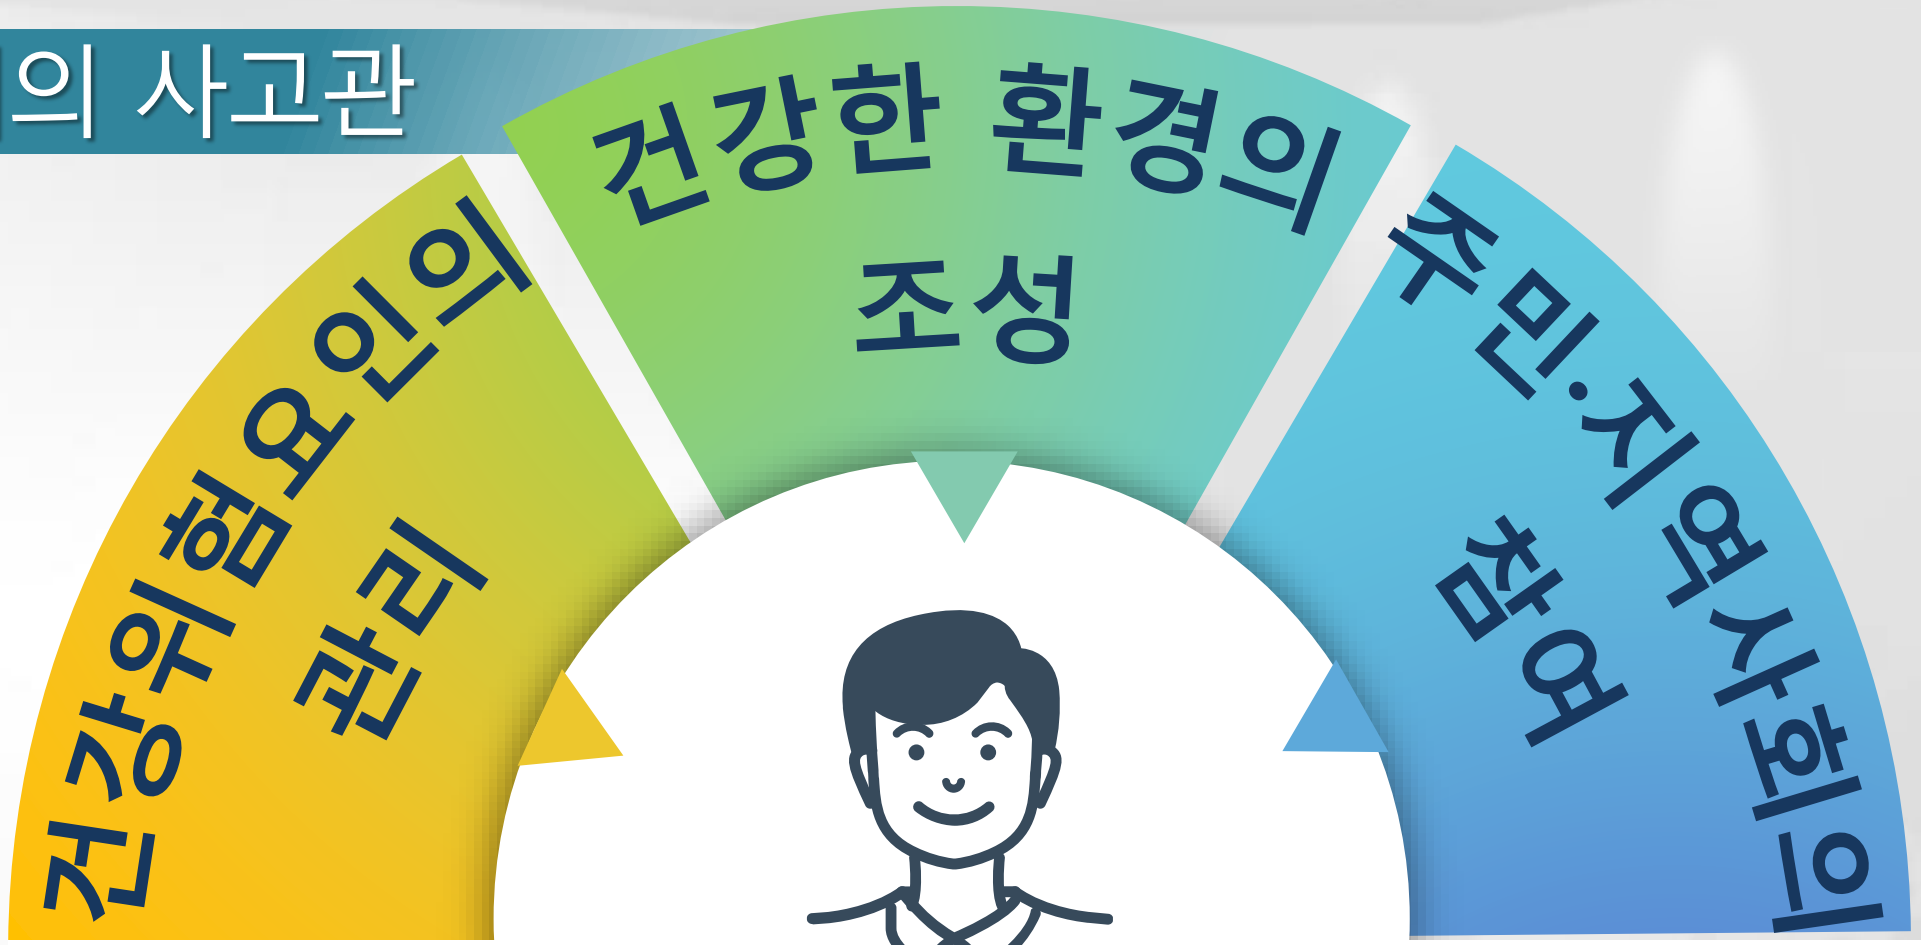 의 사고관
건강위험요인의
관리
건강한 환경의
조성
주민·지역사회의
참여